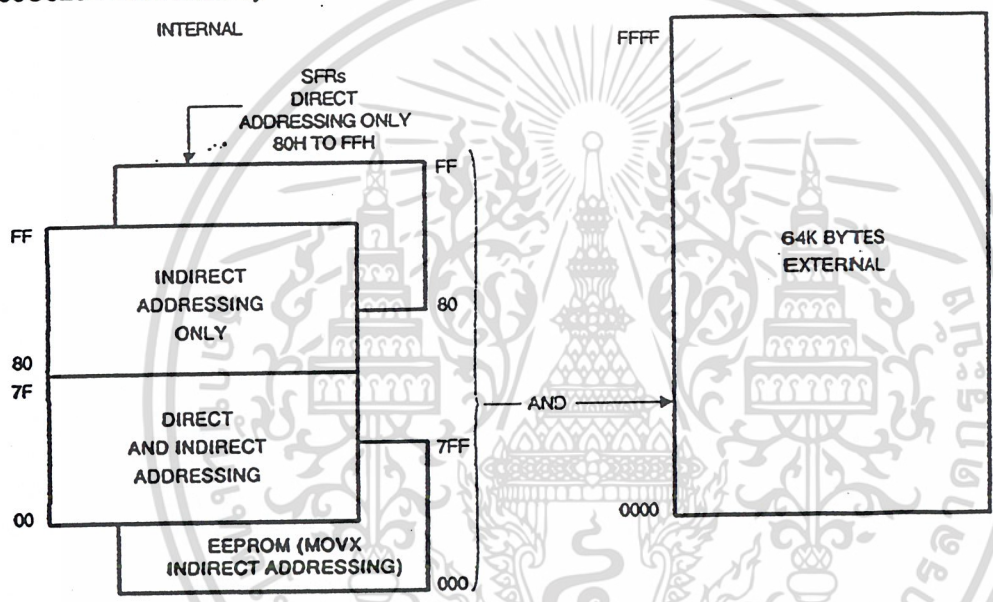 INTERNAL
SFRs
DIRECT
ADDRESSING ONLY
80H TO FFH
FF
80
FF
INDIRECT
ADDRESSING
ONLY
80
7F
DIRECT
AND INDIRECT
ADDRESSING
00
7FF
EEPROM (MOVX
INDIRECT ADDRESSING)
000
AND
FFFF
64K BYTES
EXTERNAL
0000